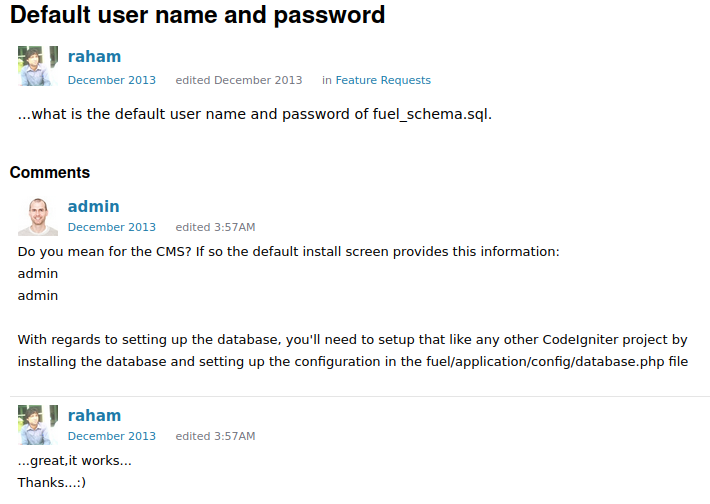 Default user name and password
raham
December 2013 edited December 2013 in Feature Requests
...what is the default user name and password of fuel_schema.sql.
Comments
admin
December 2013 edited 3:57AM
Do you mean for the CMS? If so the default install screen provides this information:
admin
admin
With regards to setting up the database, you'll need to setup that like any other CodeIgniter project by
installing the database and setting up the configuration in the fuel/application/config/database.php file
raham
December 2013 edited 3:57AM
...great,it works...
Thanks...:)